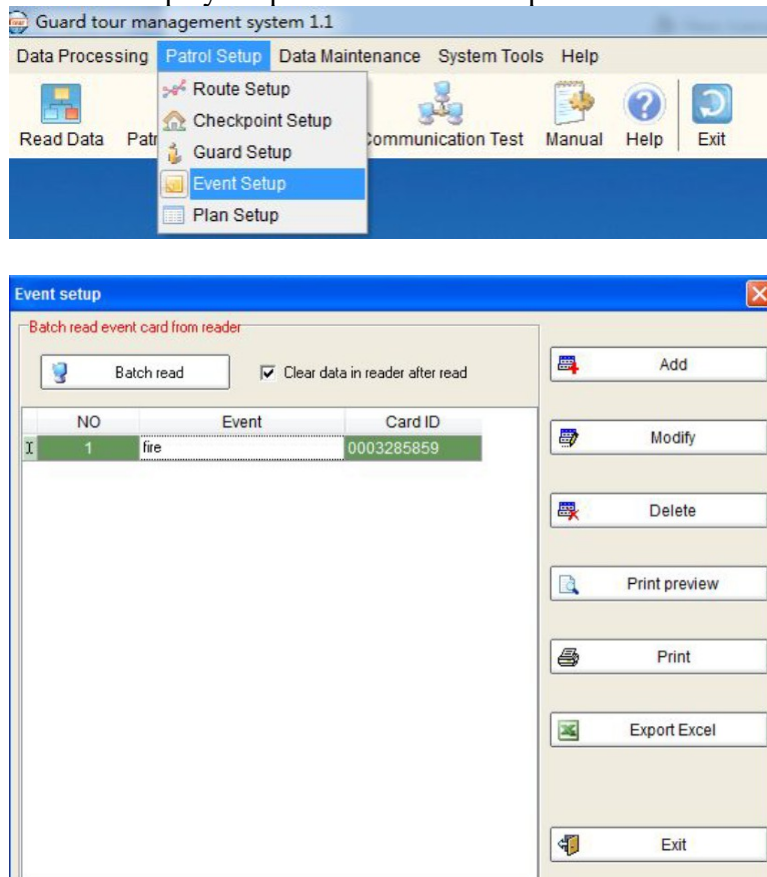 Guard tour management system 1.1
Data Processing Patrol Setup Data Maintenance System Tools Help
Route Setup
Checkpoint Setup
Guard Setup
Event Setup
Plan Setup
Read Data Communication Test Manual Help Exit
Event setup
Batch read event card from reader
Batch read Clear data in reader after read
Add
NO Event Card ID
1 fire 0003285859
Modify
Delete
Print preview
Print
Export Excel
Exit